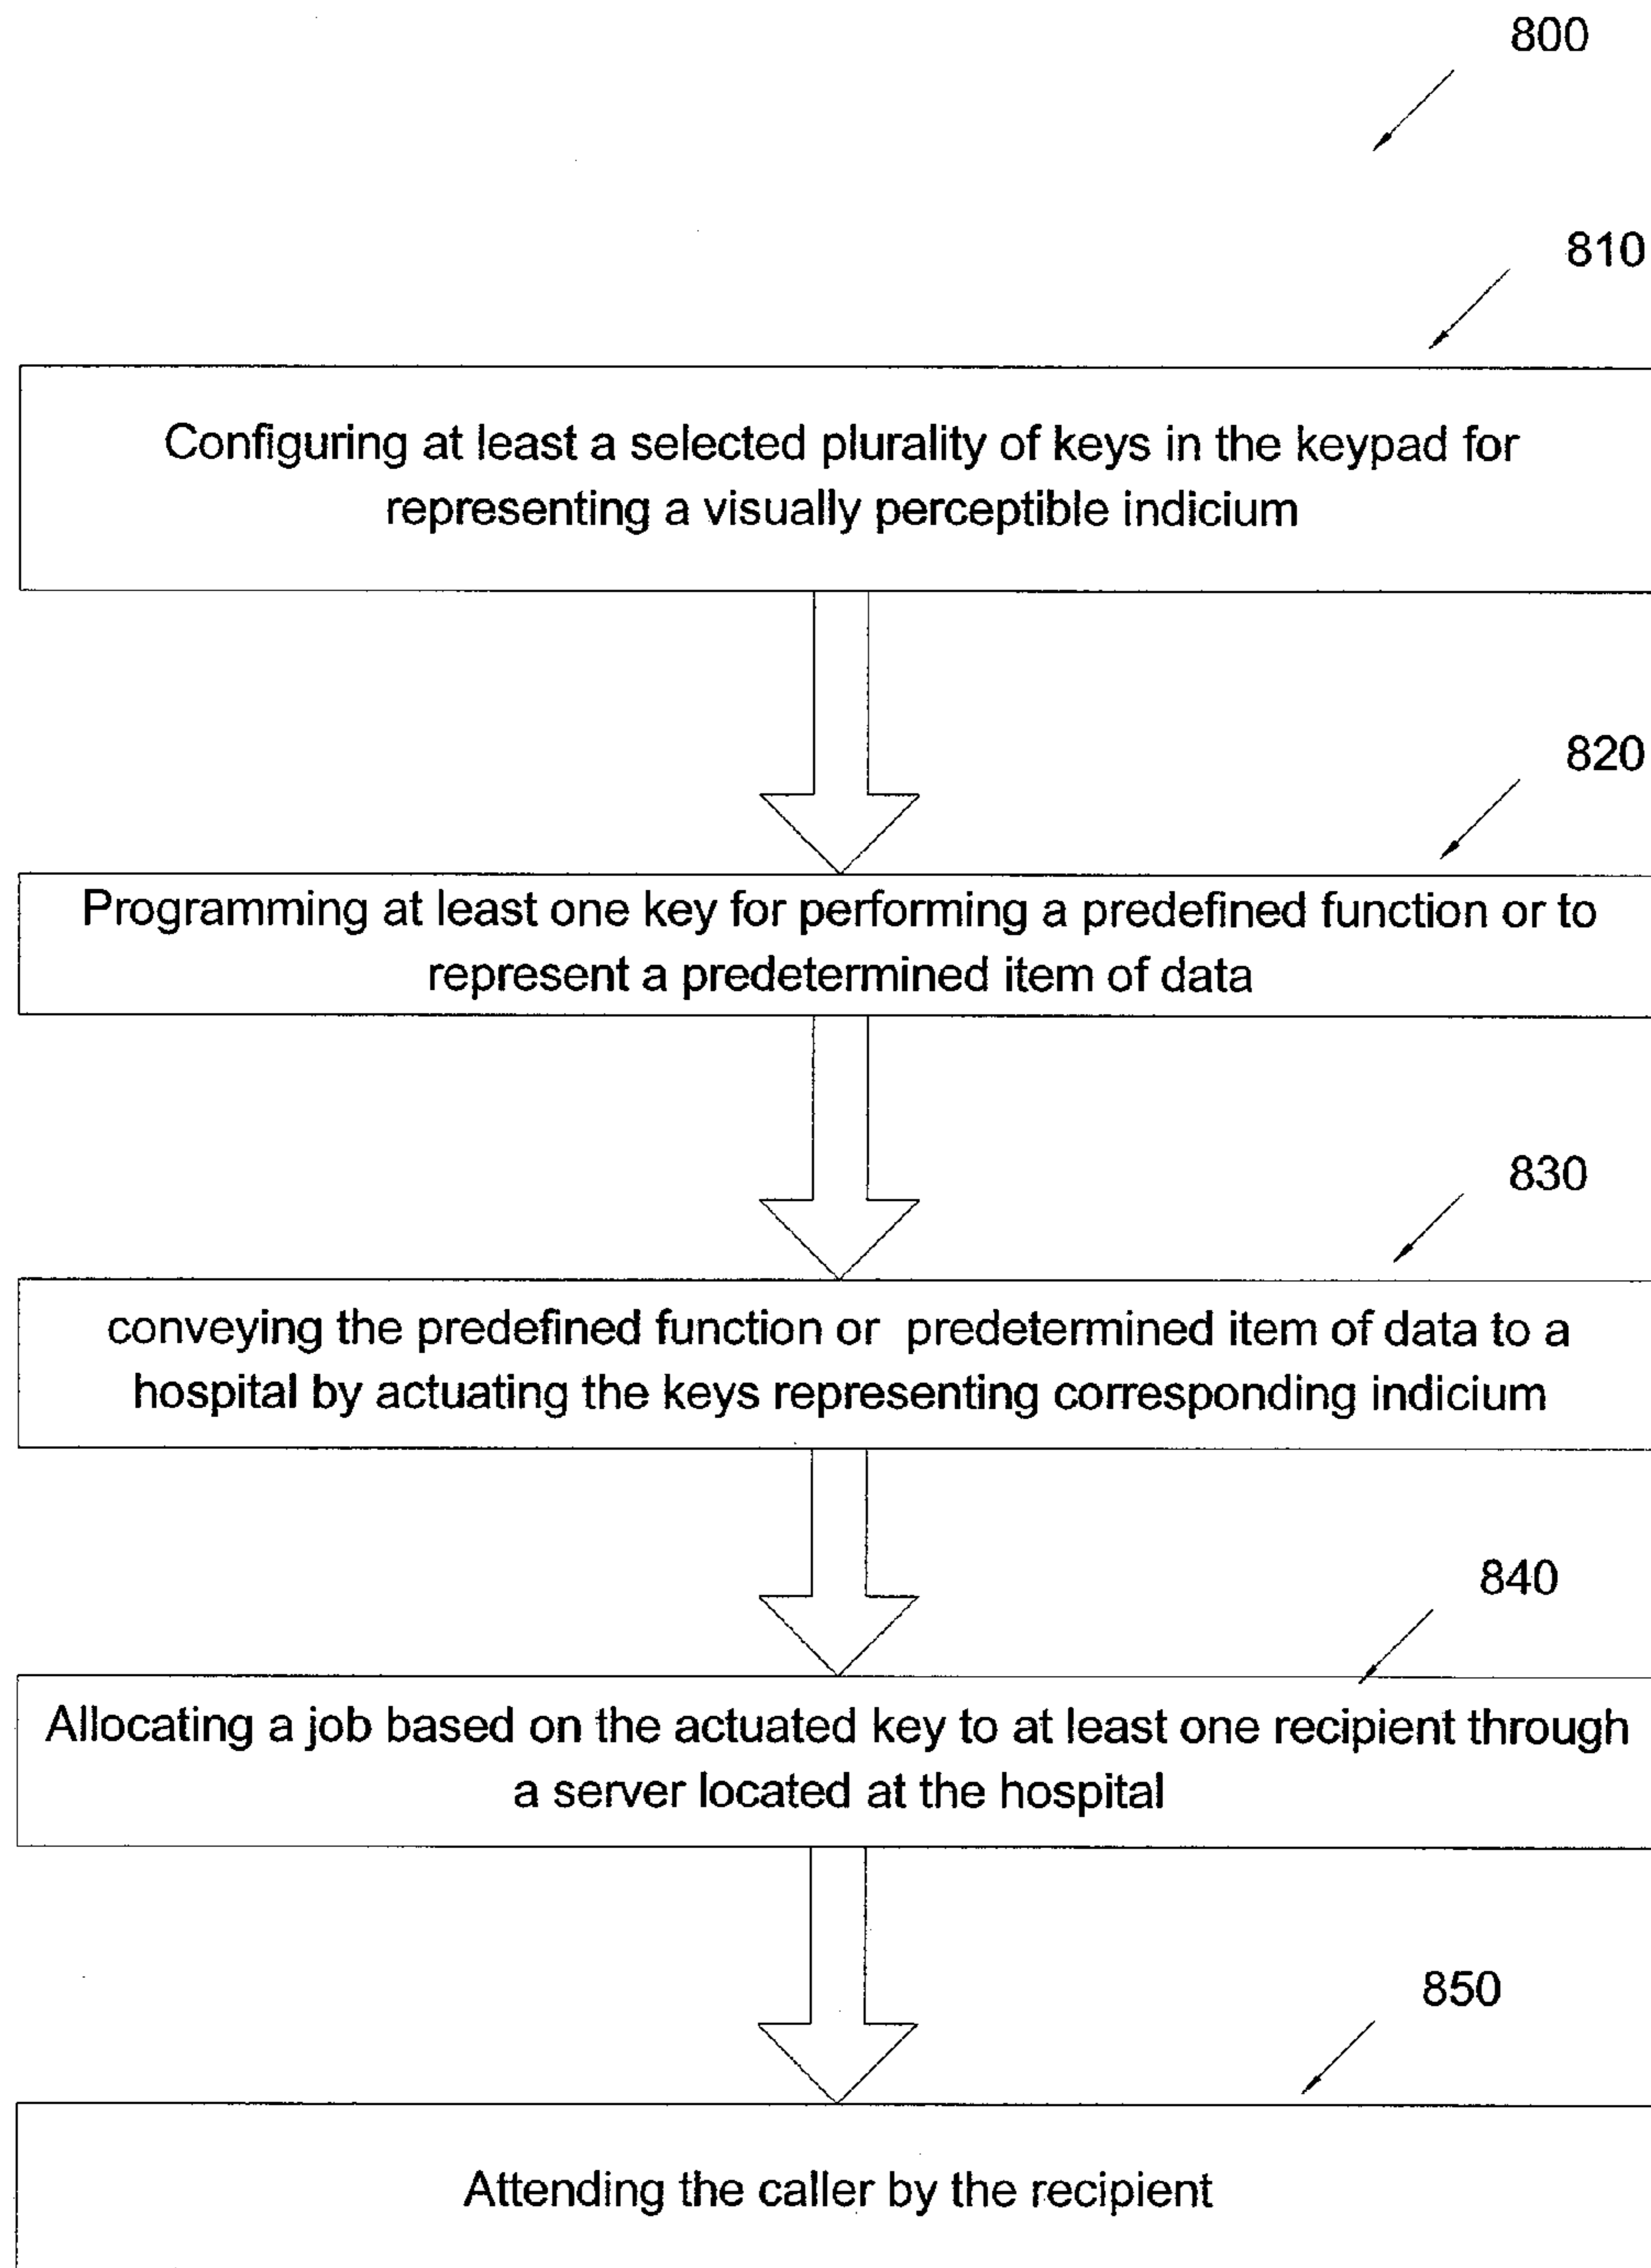 800
810
Configuring at least a selected plurality of keys in the keypad for
representing a visually perceptible indicium
820
Programming at least one key for performing a predefined function or to
represent a predetermined item of data
830
conveying the predefined function or predetermined item of data to a
hospital by actuating the keys representing corresponding indicium
840
Allocating a job based on the actuated key to at least one recipient through
a server located at the hospital
850
Attending the caller by the recipient